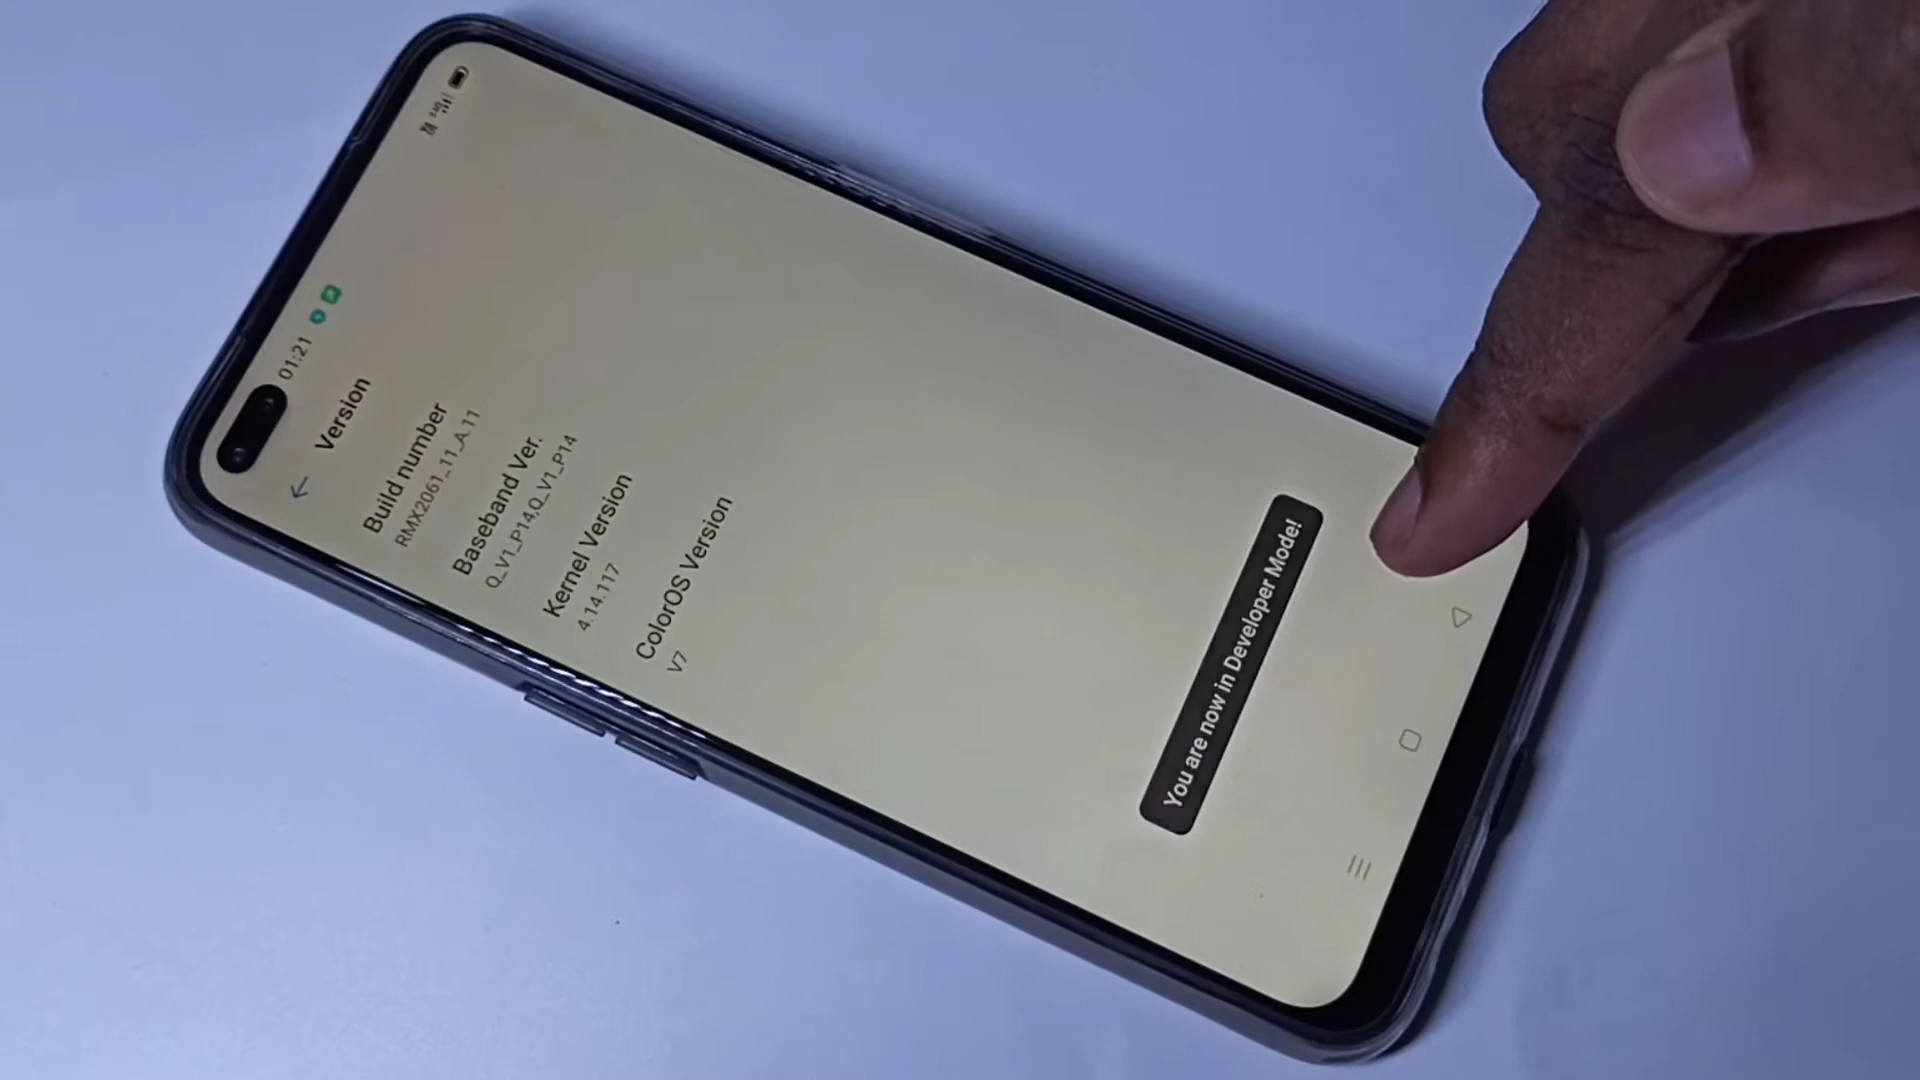 01:21
Version
Build number
RMX2061_11_A.11
Baseband Ver.
Q_V1_P14,Q_V1_P14
Kernel Version
4.14.117
ColorOS Version
V7
You are now in Developer Mode!